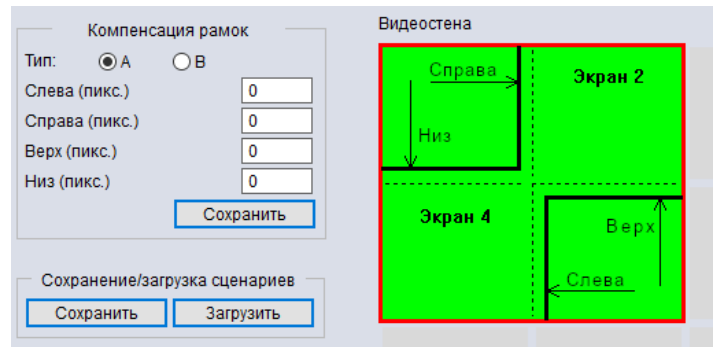 Компенсация рамок
Тип: A B
Слева (пикс.) 0
Справа (пикс.) 0
Верх (пикс.) 0
Низ (пикс.) 0
Сохранить
Сохранение/загрузка сценариев
Сохранить Загрузить
Видеостена
Справа
Экран 2
Низ
Экран 4
Верх
Слева